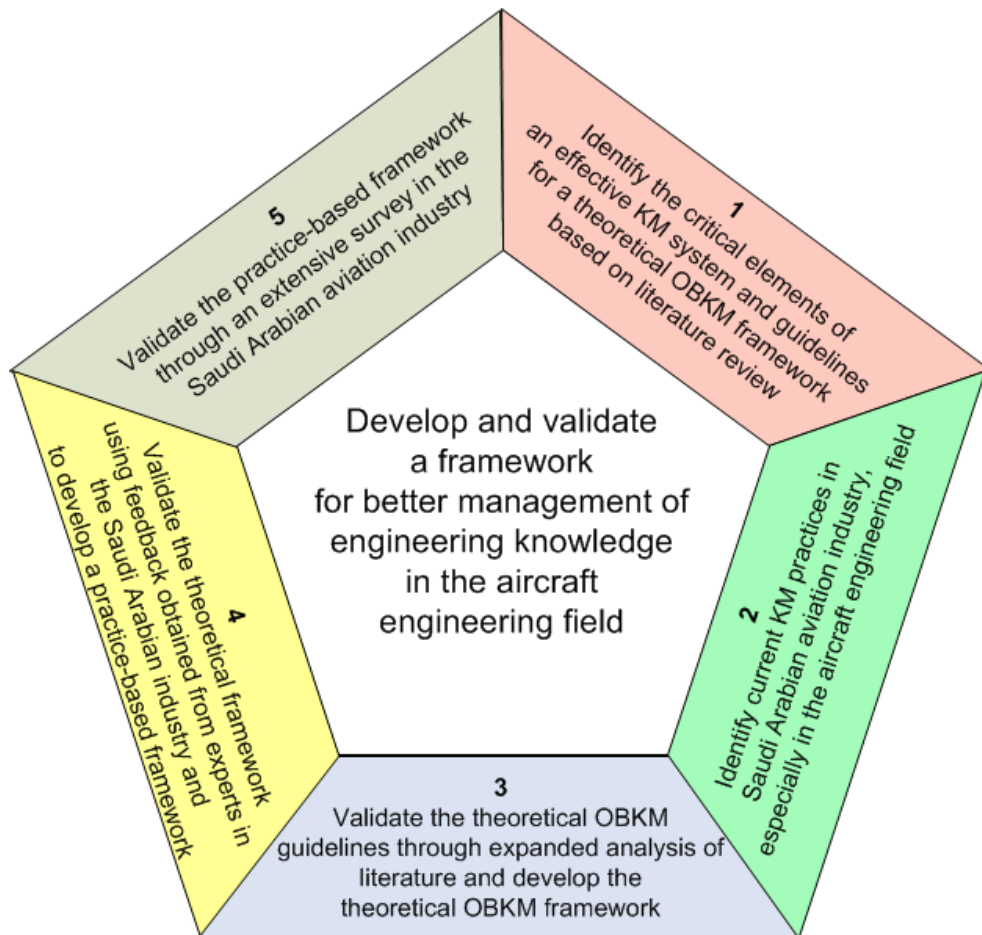 1
Identify the critical elements of
an effective KM system and guidelines
for a theoretical OBKM framework
based on literature review
2
Identify current KM practices in
Saudi Arabian aviation industry,
especially in the aircraft engineering field
3
Validate the theoretical OBKM
guidelines through expanded analysis of
literature and develop the
theoretical OBKM framework
4
Validate the theoretical framework
using feedback obtained from experts in
the Saudi Arabian industry and
to develop a practice-based framework
5
Validate the practice-based framework
through an extensive survey in the
Saudi Arabian aviation industry
Develop and validate
a framework
for better management of
engineering knowledge
in the aircraft
engineering field